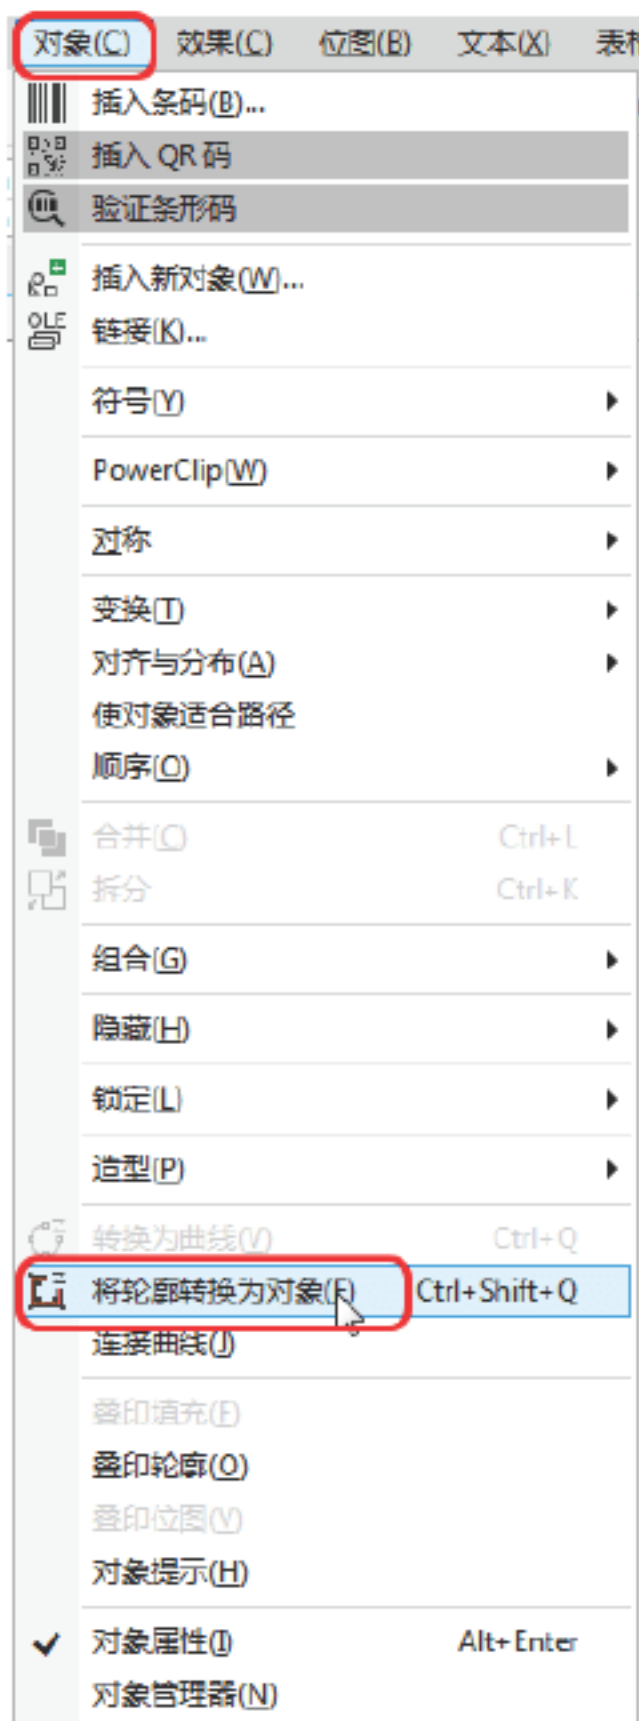 对象(C) 效果(C) 位图(B) 文本(X)
插入条码(B)...
插入 QR 码
验证条形码
插入新对象(W)...
OLE 链接(K)...
符号(Y)
PowerClip(W)
对称
变换(T)
对齐与分布(A)
使对象适合路径
顺序(O)
合并(C) Ctrl+L
拆分 Ctrl+K
组合(G)
隐藏(H)
锁定(L)
造型(P)
转换为曲线(V) Ctrl+Q
将轮廓转换为对象(F) Ctrl+Shift+Q
连接曲线(J)
叠印填充(F)
叠印轮廓(O)
叠印位图(V)
对象提示(H)
对象属性(I) Alt+Enter
对象管理器(N)